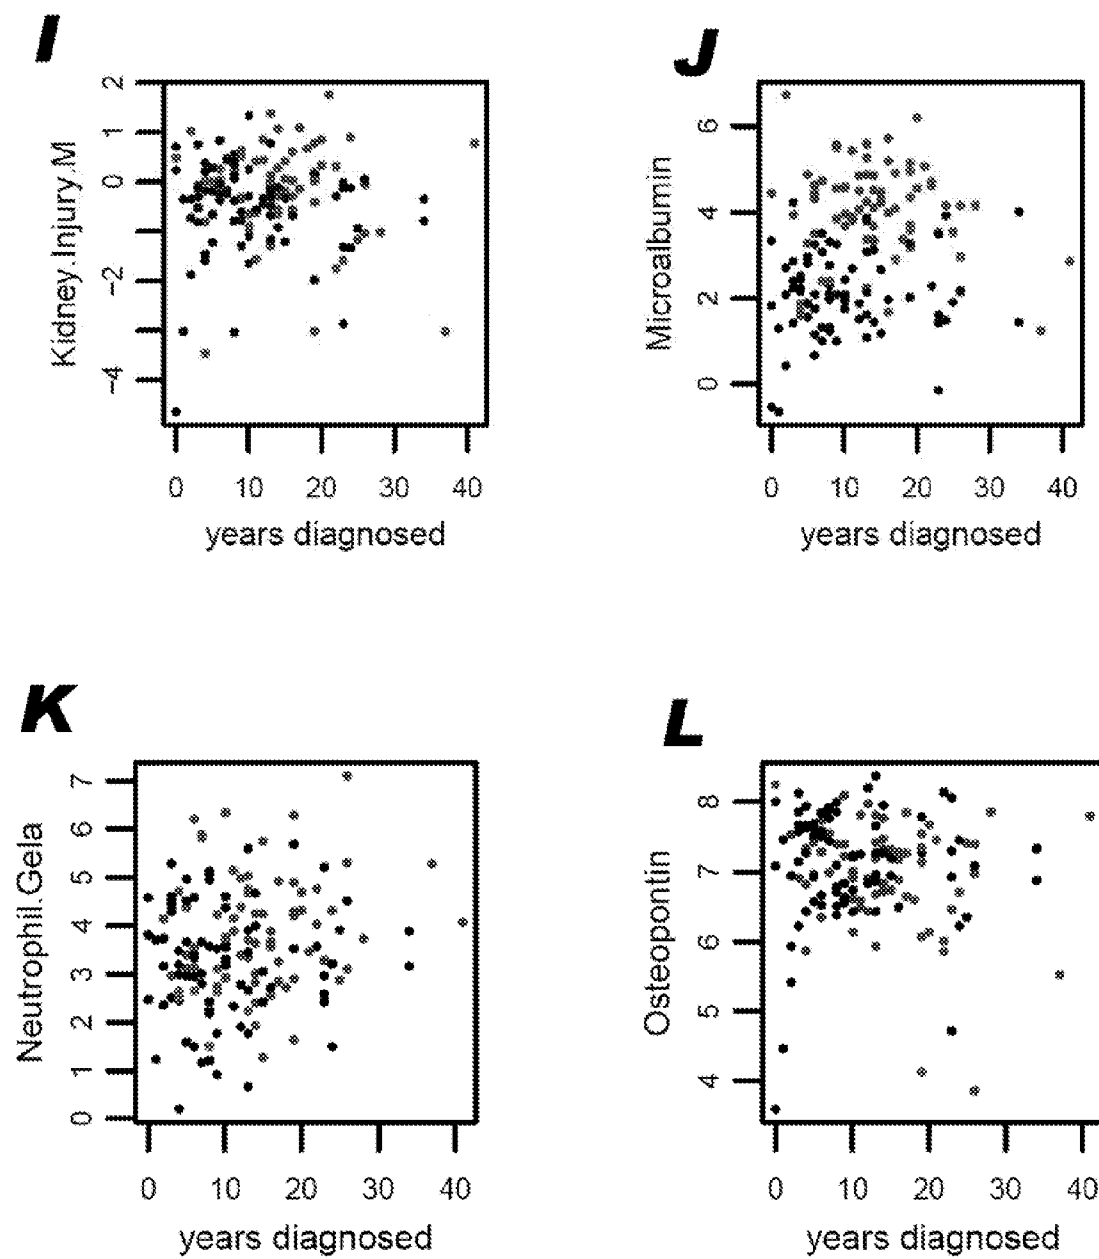 I
Kidney.Injury.M
2
1
0
−2
−4
0 10 20 30 40
years diagnosed
J
Microalbumin
6
4
2
0
0 10 20 30 40
years diagnosed
K
Neutrophil.Gela
7
6
5
4
3
2
1
0
0 10 20 30 40
years diagnosed
L
Osteopontin
8
7
6
5
4
0 10 20 30 40
years diagnosed